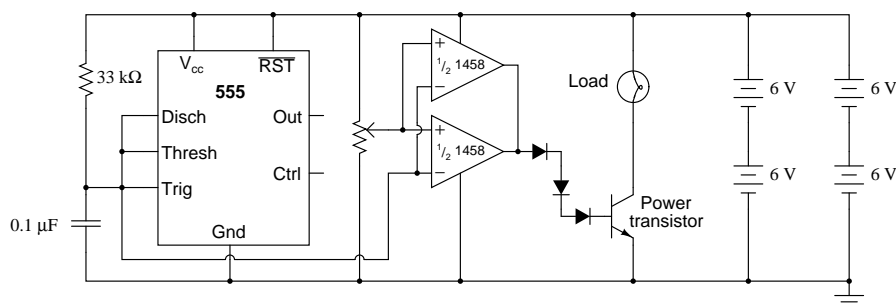 33 kΩ
0.1 µF
Vcc
RST
555
Disch
Out
Thresh
Ctrl
Trig
Gnd
+
1/2 1458
−
+
1/2 1458
−
Load
Power
transistor
6 V
6 V
6 V
6 V